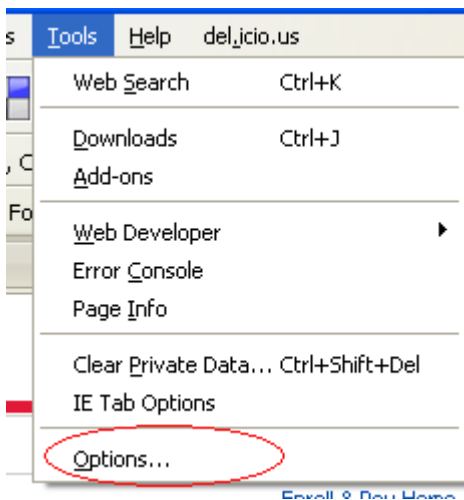 s Tools Help del.icio.us
Web Search Ctrl+K
Downloads Ctrl+J
, C
Add-ons
Fo
Web Developer
Error Console
Page Info
Clear Private Data... Ctrl+Shift+Del
IE Tab Options
Options...